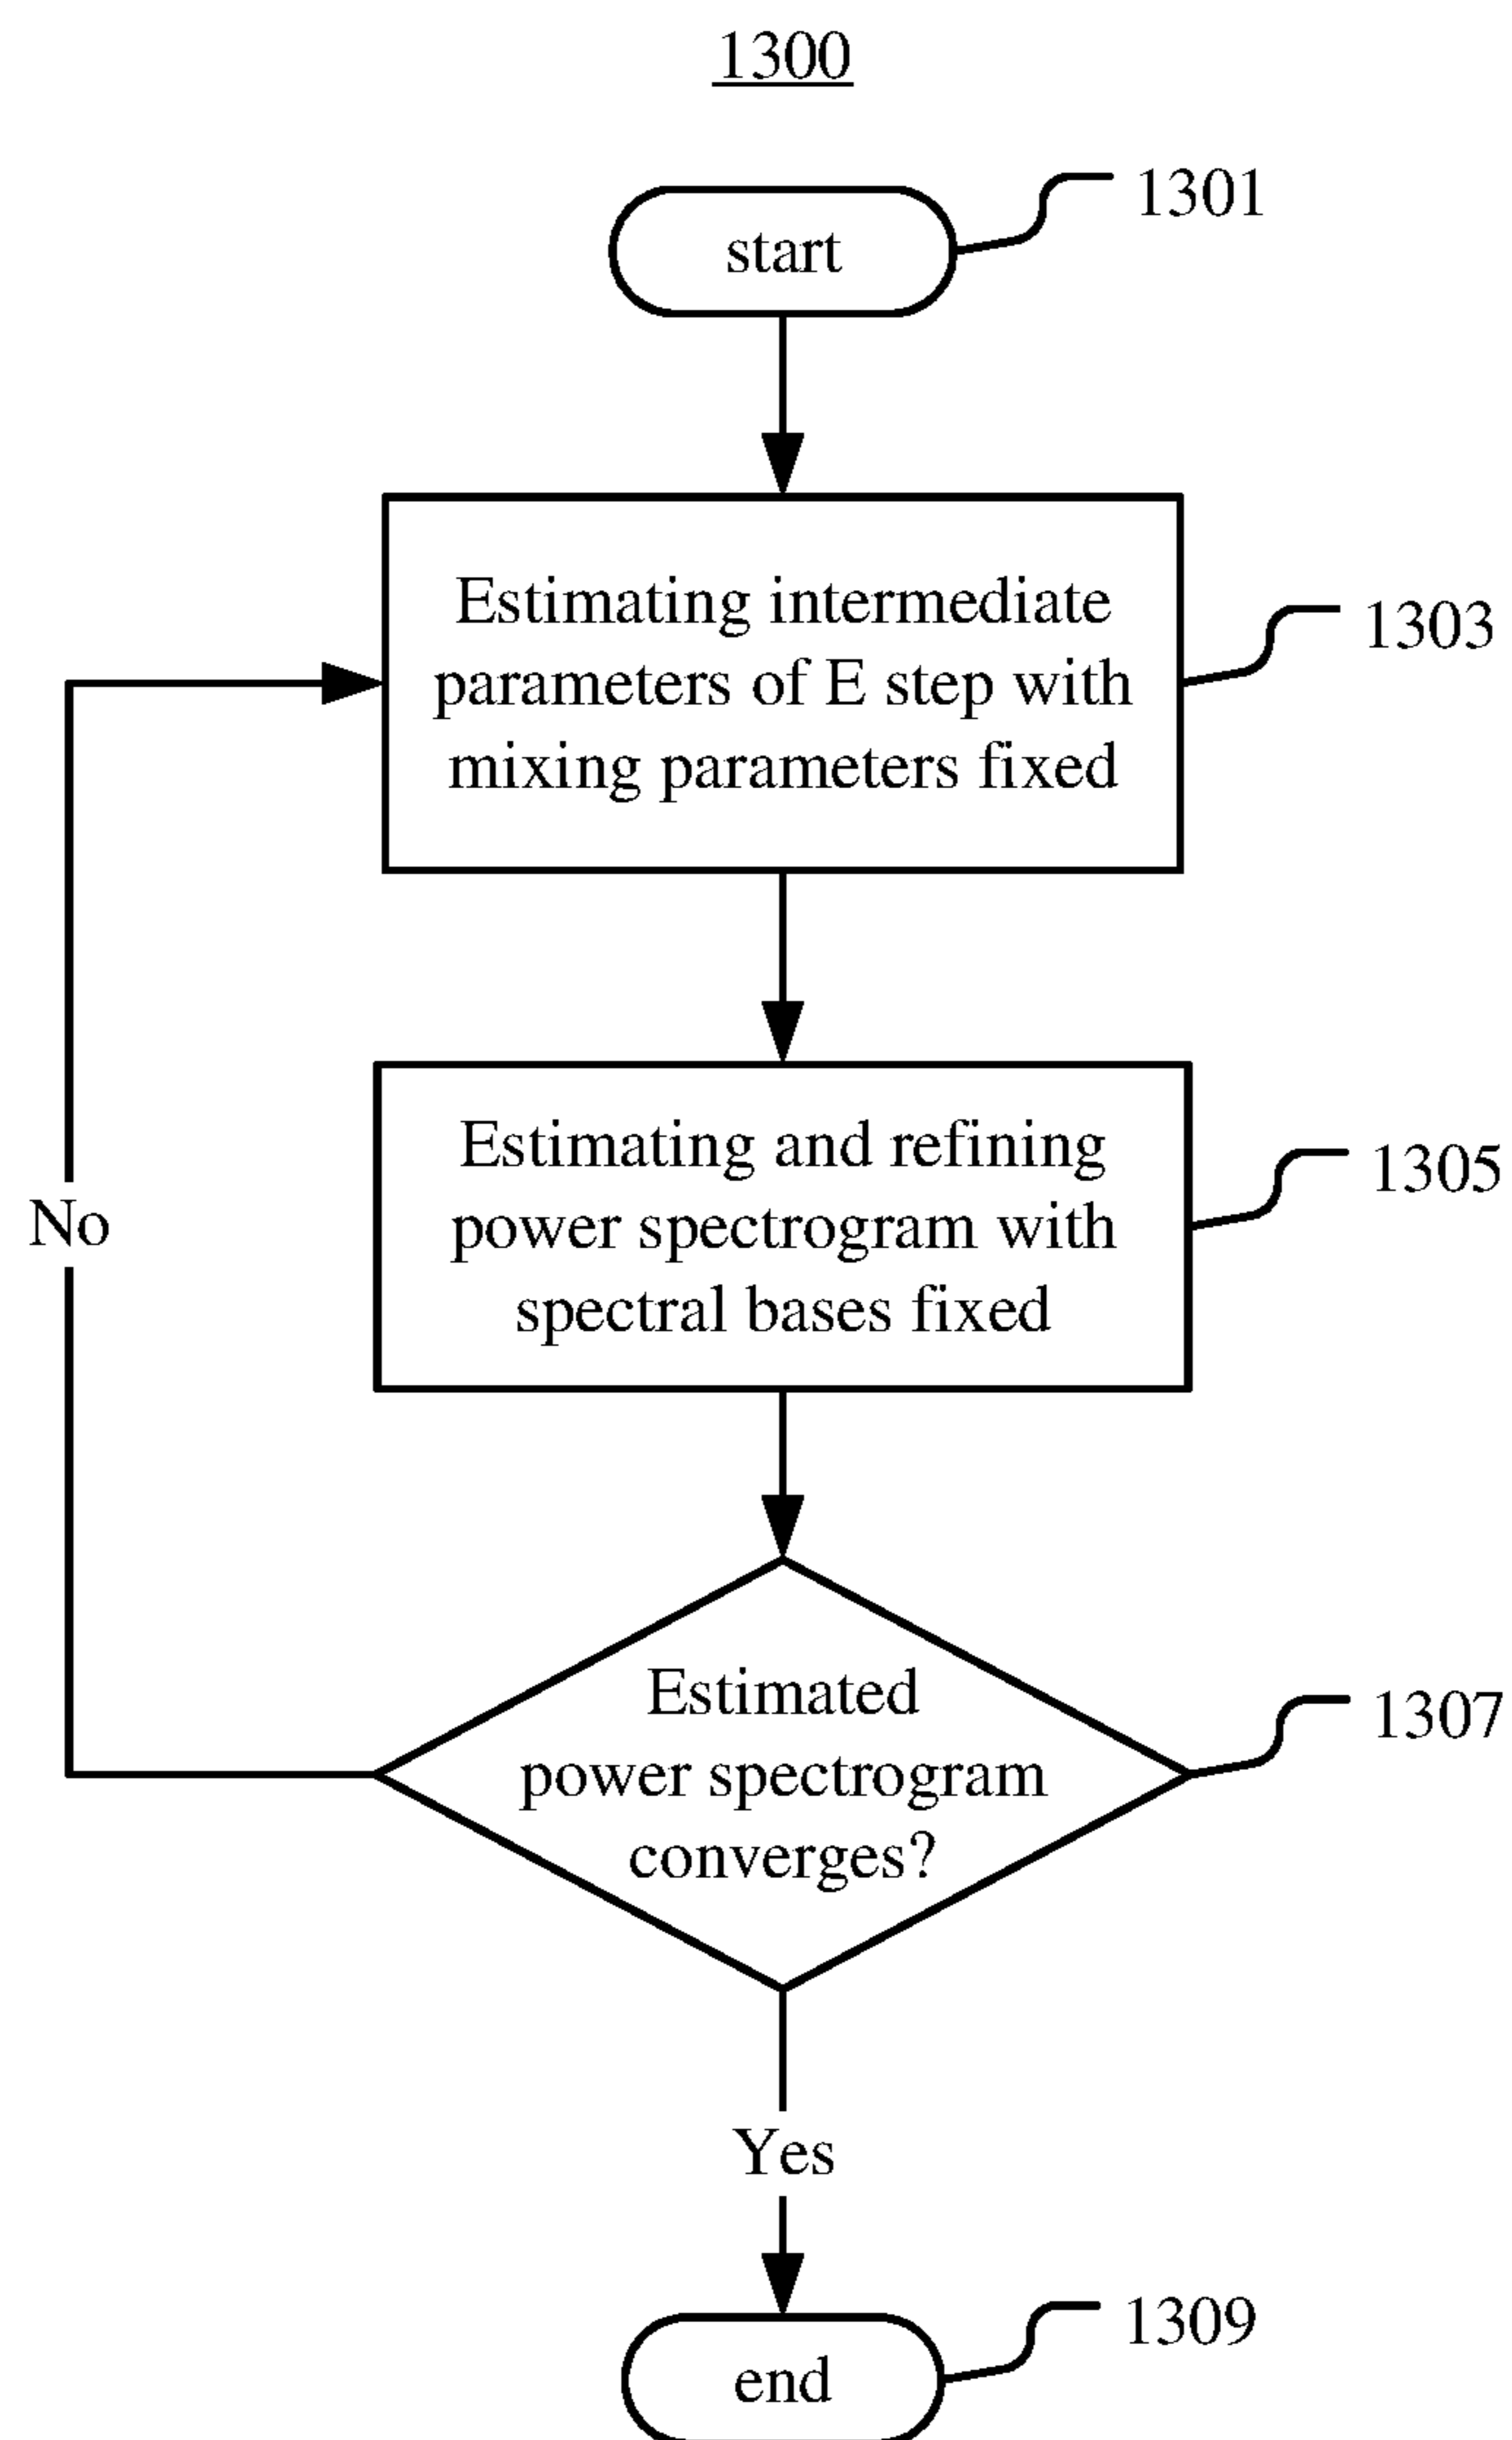 1300
start
1301
Estimating intermediate
parameters of E step with
mixing parameters fixed
1303
Estimating and refining
power spectrogram with
spectral bases fixed
1305
No
Estimated
power spectrogram
converges?
1307
Yes
end
1309